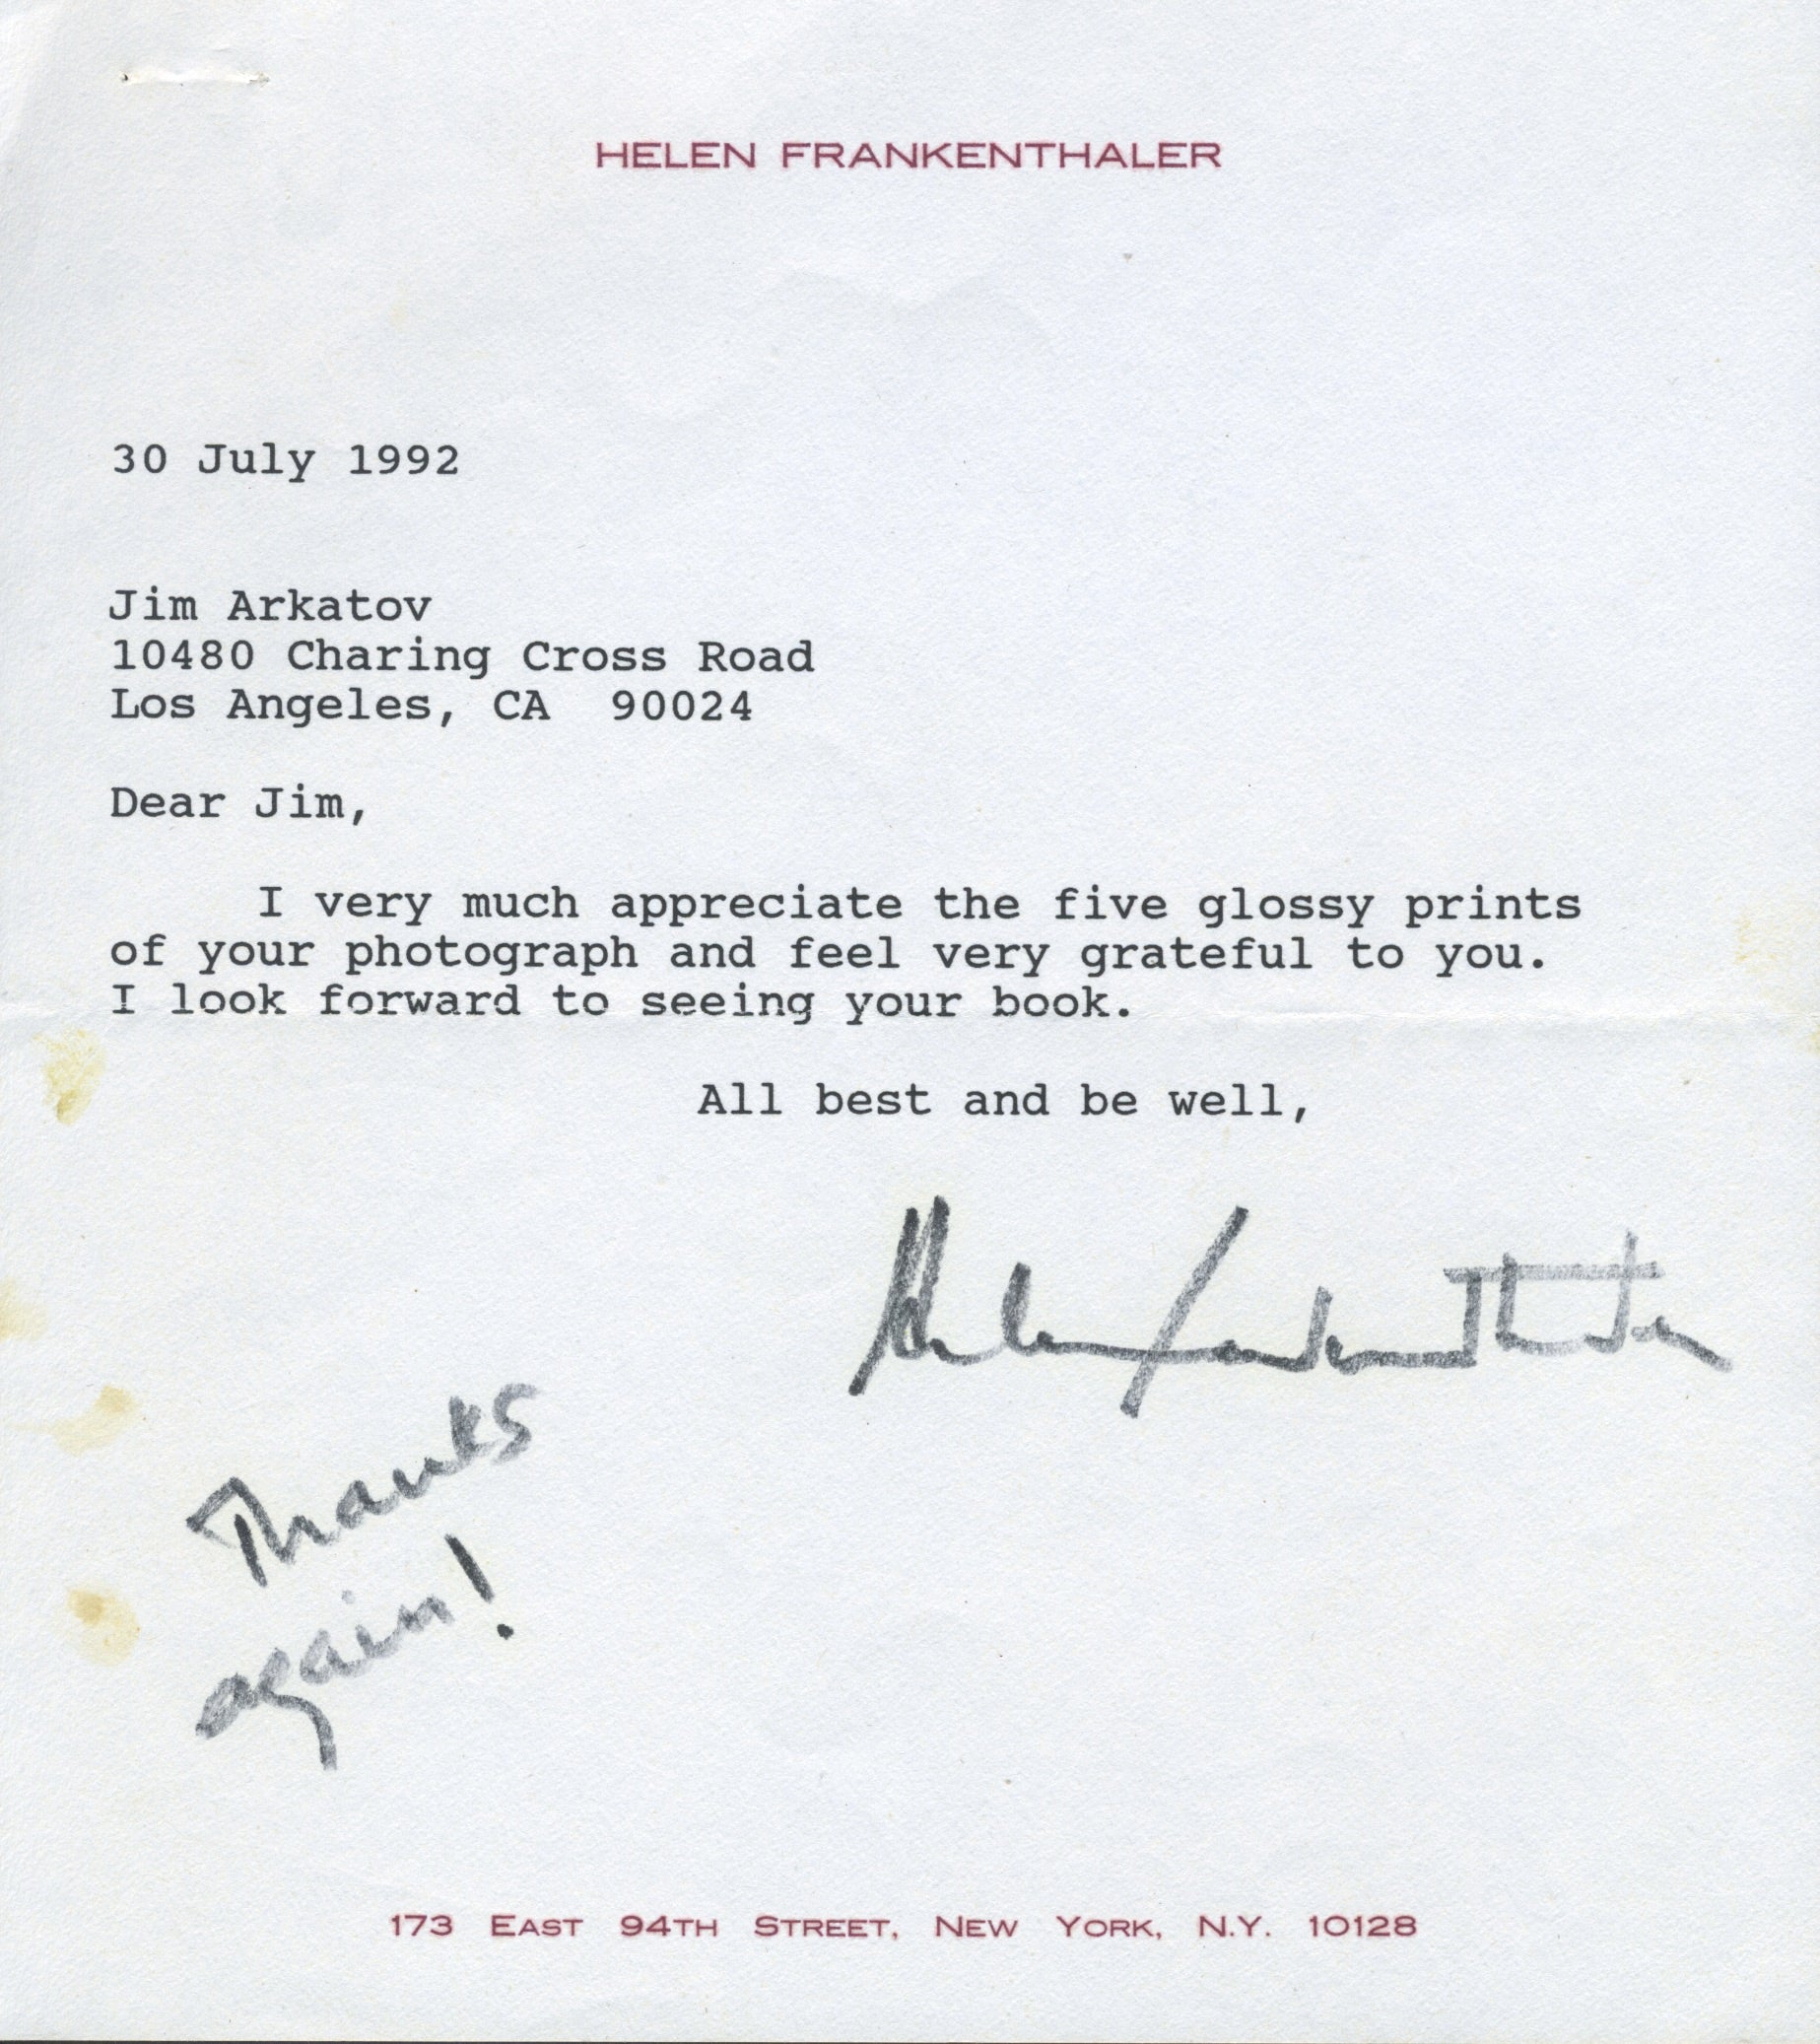 HELEN FRANKENTHALER
30 July 1992
Jim Arkatov
10480 Charing Cross Road
Los Angeles, CA  90024
Dear Jim,
I very much appreciate the five glossy prints
of your photograph and feel very grateful to you.
I look forward to seeing your book.
All best and be well,
Helen Frankenthaler
Thanks
again!
173 East 94th Street, New York, N.Y. 10128